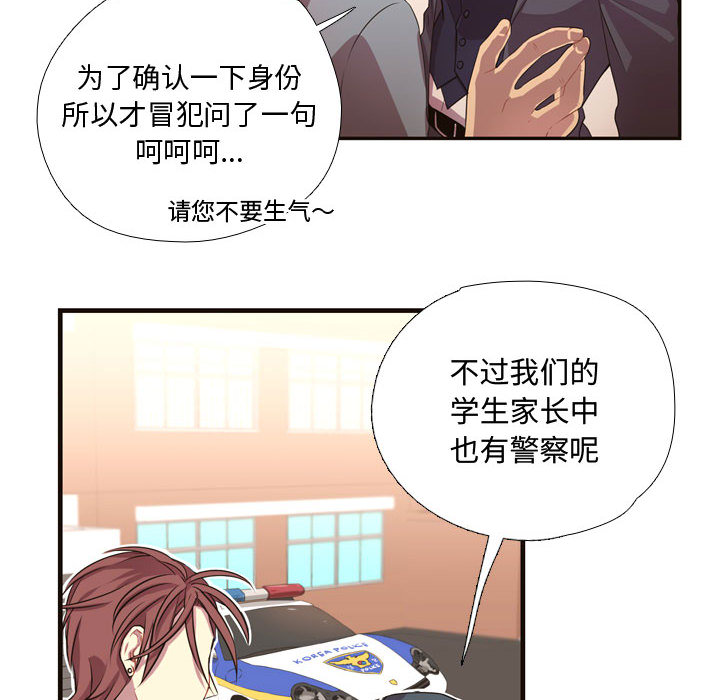 为了确认一下身份
所以才冒犯问了一句
呵呵呵...
请您不要生气～
不过我们的
学生家长中
也有警察呢
KOREA POLICE